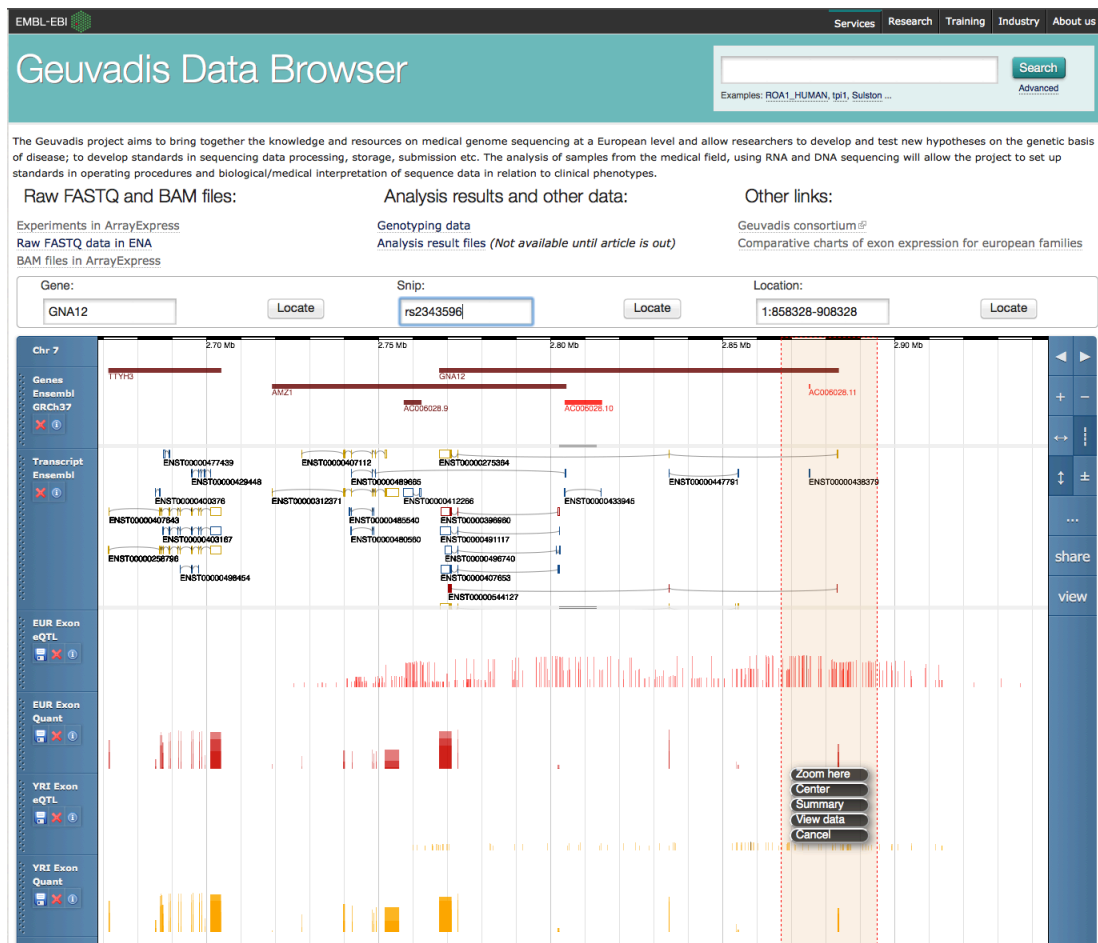 EMBL-EBI
Services Research Training Industry About us
Geuvadis Data Browser
Search
Examples: ROA1_HUMAN, tpi1, Sulston ...
Advanced
The Geuvadis project aims to bring together the knowledge and resources on medical genome sequencing at a European level and allow researchers to develop and test new hypotheses on the genetic basis
of disease; to develop standards in sequencing data processing, storage, submission etc. The analysis of samples from the medical field, using RNA and DNA sequencing will allow the project to set up
standards in operating procedures and biological/medical interpretation of sequence data in relation to clinical phenotypes.
Raw FASTQ and BAM files:
Experiments in ArrayExpress
Raw FASTQ data in ENA
BAM files in ArrayExpress
Analysis results and other data:
Genotyping data
Analysis result files (Not available until article is out)
Other links:
Geuvadis consortium
Comparative charts of exon expression for european families
Gene:
GNA12
Locate
Snip:
rs2343596
Locate
Location:
1:858328-908328
Locate
Chr 7
2.70 Mb 2.75 Mb 2.80 Mb 2.85 Mb 2.90 Mb
Genes
Ensembl
GRCh37
TTYH3 GNA12
AMZ1 AC006028.11
AC006028.9 AC006028.10
Transcript
Ensembl
ENST00000477439 ENST00000407112 ENST00000275364
ENST00000429448 ENST00000489665 ENST00000447791 ENST00000438379
ENST00000400376 ENST00000312371 ENST00000412266 ENST00000433945
ENST00000407643 ENST00000485540 ENST00000396960
ENST00000403167 ENST00000480560 ENST00000491117
ENST00000258796 ENST00000496740
ENST00000498454 ENST00000407653
ENST00000544127
EUR Exon
eQTL
EUR Exon
Quant
YRI Exon
eQTL
YRI Exon
Quant
Zoom here
Center
Summary
View data
Cancel
+ -
±
...
share
view